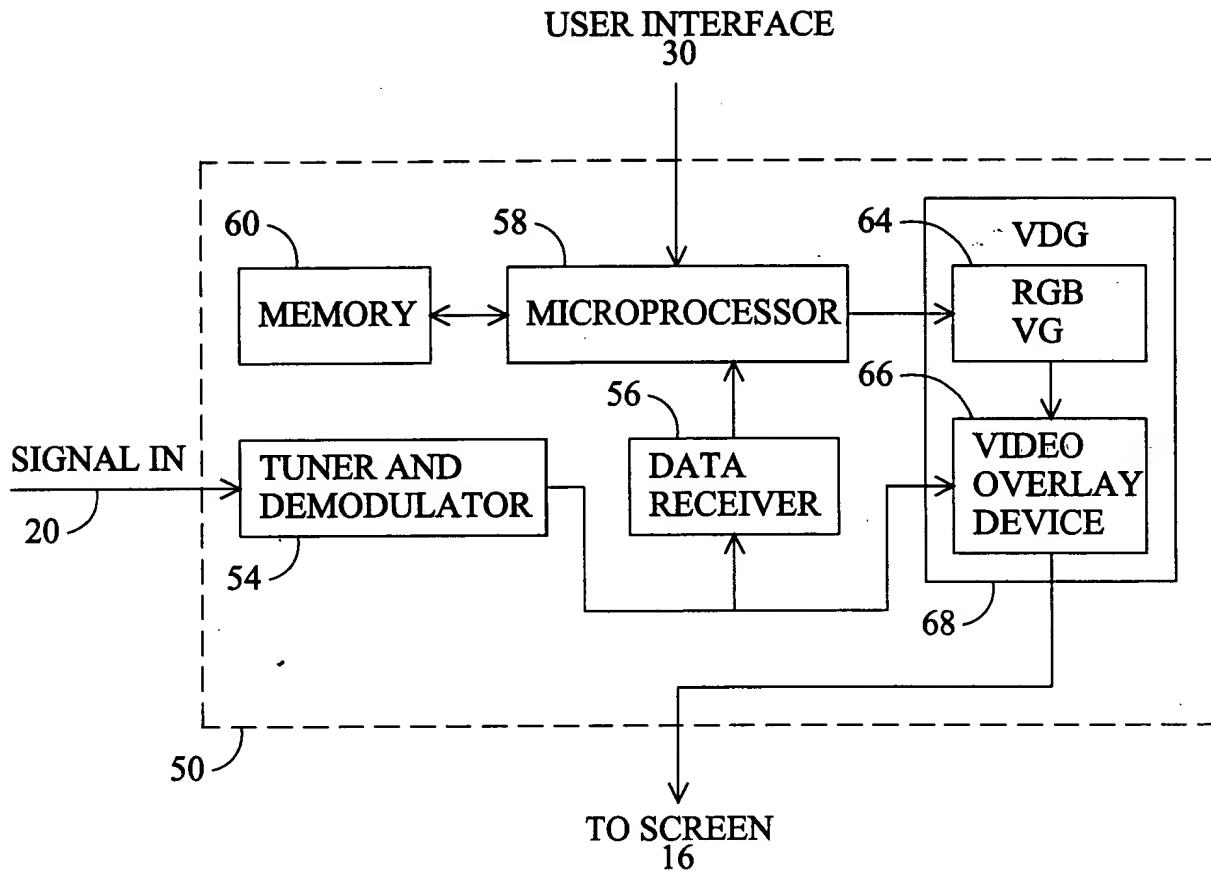 USER INTERFACE
30
60
58
64
VDG
MEMORY
MICROPROCESSOR
RGB
VG
56
66
SIGNAL IN
20
TUNER AND
DEMODULATOR
54
DATA
RECEIVER
VIDEO
OVERLAY
DEVICE
68
50
TO SCREEN
16